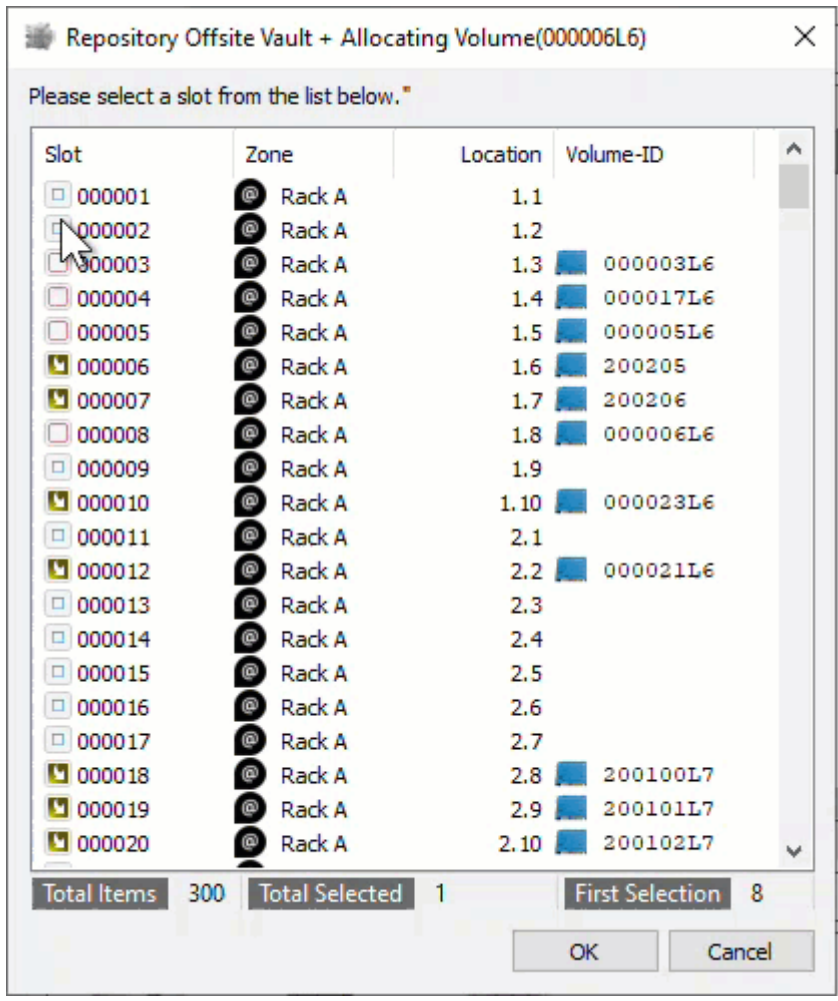 Repository Offsite Vault + Allocating Volume(000006L6)
Please select a slot from the list below."
Slot Zone Location Volume-ID
000001 @ Rack A 1.1
000002 @ Rack A 1.2
000003 @ Rack A 1.3 000003L6
000004 @ Rack A 1.4 000017L6
000005 @ Rack A 1.5 000005L6
000006 @ Rack A 1.6 200205
000007 @ Rack A 1.7 200206
000008 @ Rack A 1.8 000006L6
000009 @ Rack A 1.9
000010 @ Rack A 1.10 000023L6
000011 @ Rack A 2.1
000012 @ Rack A 2.2 000021L6
000013 @ Rack A 2.3
000014 @ Rack A 2.4
000015 @ Rack A 2.5
000016 @ Rack A 2.6
000017 @ Rack A 2.7
000018 @ Rack A 2.8 200100L7
000019 @ Rack A 2.9 200101L7
000020 @ Rack A 2.10 200102L7
Total Items 300 Total Selected 1 First Selection 8
OK Cancel